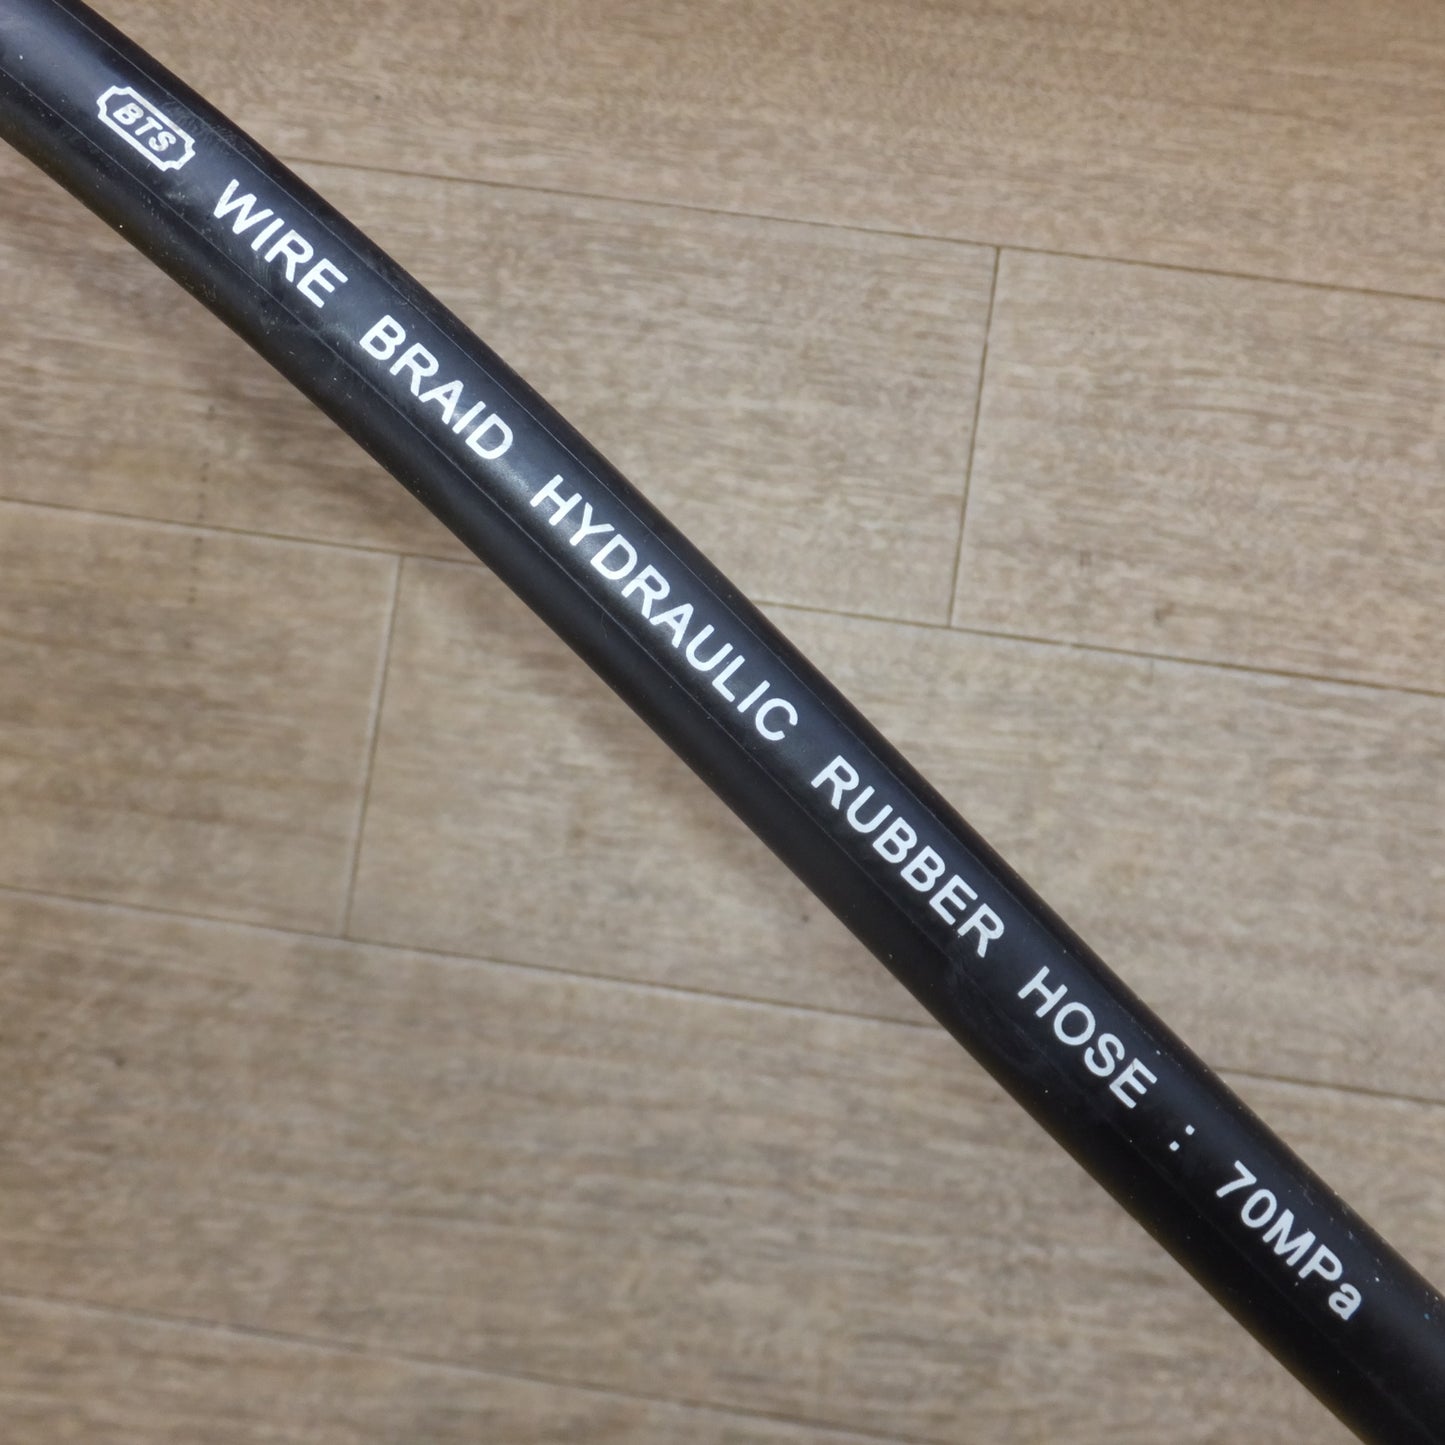 BTS WIRE BRAID HYDRAULIC RUBBER HOSE : 70MPa